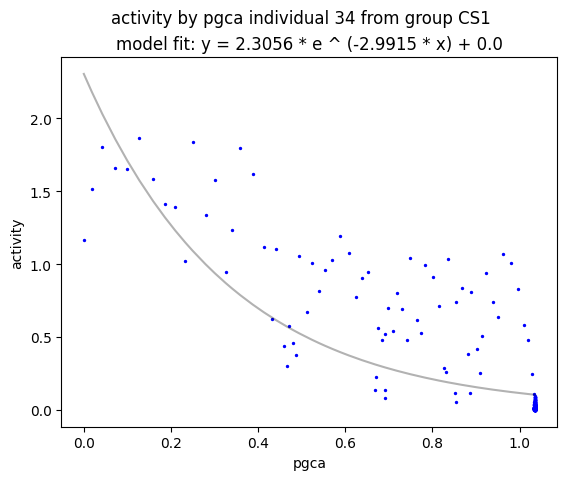 activity by pgca individual 34 from group CS1
model fit: y = 2.3056 * e ^ (-2.9915 * x) + 0.0
2.0
1.5
1.0
0.5
0.0
activity
0.0 0.2 0.4 0.6 0.8 1.0
pgca